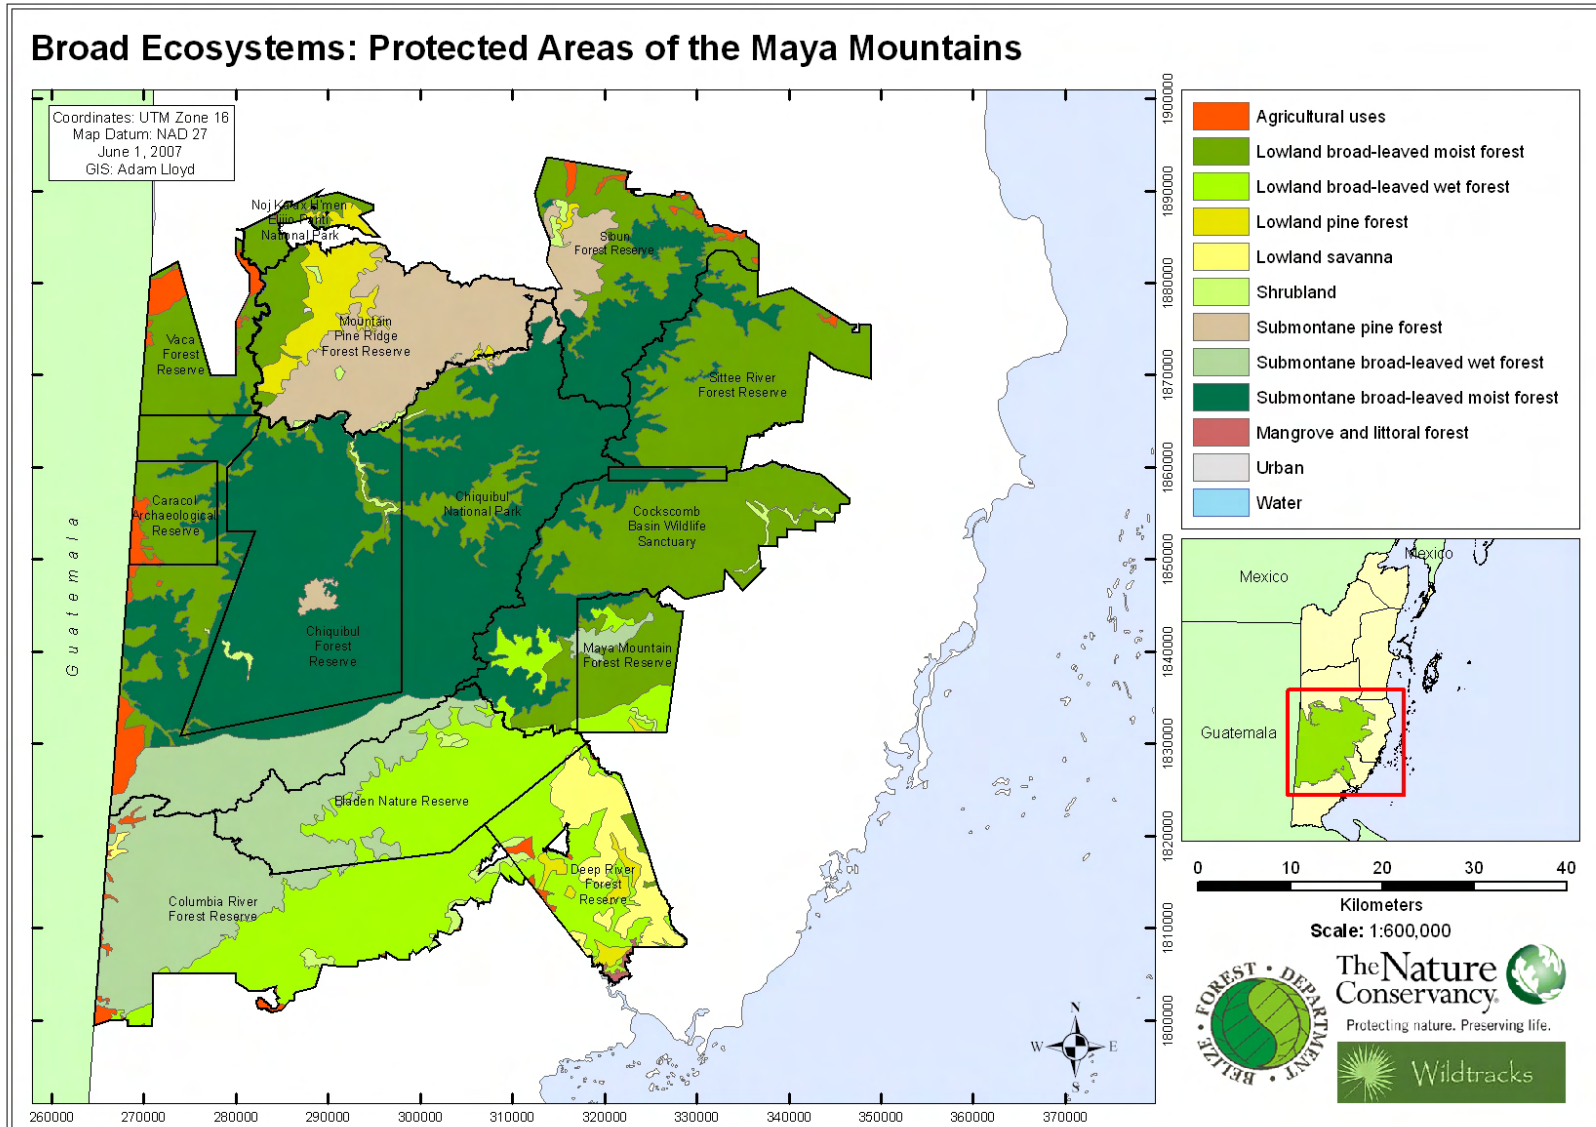 Broad Ecosystems: Protected Areas of the Maya Mountains
Coordinates: UTM Zone 16
Map Datum: NAD 27
June 1, 2007
GIS: Adam Lloyd
Noj Ka'ax H'men
Elijio Panti
National Park
Sibun
Forest Reserve
Mountain
Pine Ridge
Forest Reserve
Vaca
Forest
Reserve
Sittee River
Forest Reserve
Caracol
Archaeological
Reserve
Chiquibul
National Park
Cockscomb
Basin Wildlife
Sanctuary
Guatemala
Chiquibul
Forest
Reserve
Maya Mountain
Forest Reserve
Bladen Nature Reserve
Deep River
Forest
Reserve
Columbia River
Forest Reserve
N
W
E
S
260000
270000
280000
290000
300000
310000
320000
330000
340000
350000
360000
370000
1900000
1890000
1880000
1870000
1860000
1850000
1840000
1830000
1820000
1810000
1800000
Agricultural uses
Lowland broad-leaved moist forest
Lowland broad-leaved wet forest
Lowland pine forest
Lowland savanna
Shrubland
Submontane pine forest
Submontane broad-leaved wet forest
Submontane broad-leaved moist forest
Mangrove and littoral forest
Urban
Water
Mexico
Mexico
Guatemala
0 10 20 30 40
Kilometers
Scale: 1:600,000
FOREST • DEPARTMENT • BELIZE •
The Nature
Conservancy
Protecting nature. Preserving life.
Wildtracks